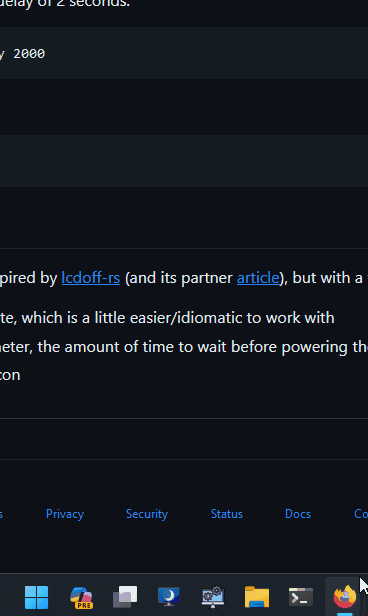 delay of 2 seconds.
y 2000
pired by lcdoff-rs (and its partner article), but with a
te, which is a little easier/idiomatic to work with
eter, the amount of time to wait before powering the
con
s Privacy Security Status Docs Co
PRE